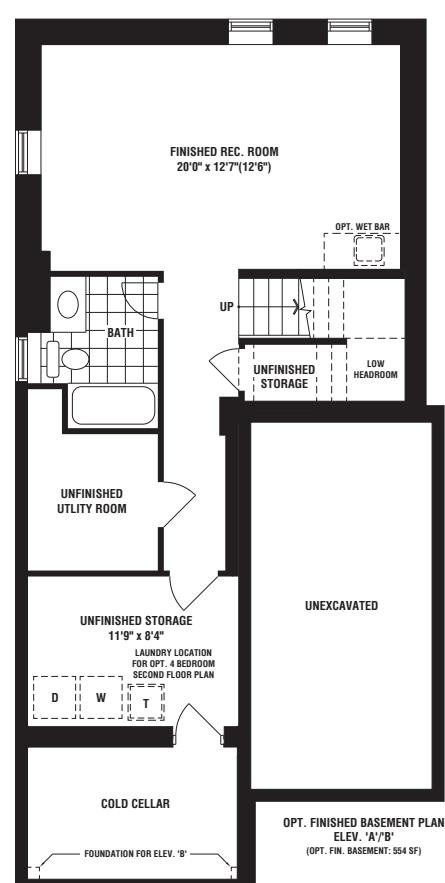 FINISHED REC. ROOM
20'0" x 12'7"(12'6")
OPT. WET BAR
UP
BATH
UNFINISHED
STORAGE
LOW
HEADROOM
UNFINISHED
UTLITY ROOM
UNEXCAVATED
UNFINISHED STORAGE
11'9" x 8'4"
LAUNDRY LOCATION
FOR OPT. 4 BEDROOM
SECOND FLOOR PLAN
D W T
COLD CELLAR
FOUNDATION FOR ELEV. 'B'
OPT. FINISHED BASEMENT PLAN
ELEV. 'A'/'B'
(OPT. FIN. BASEMENT: 554 SF)